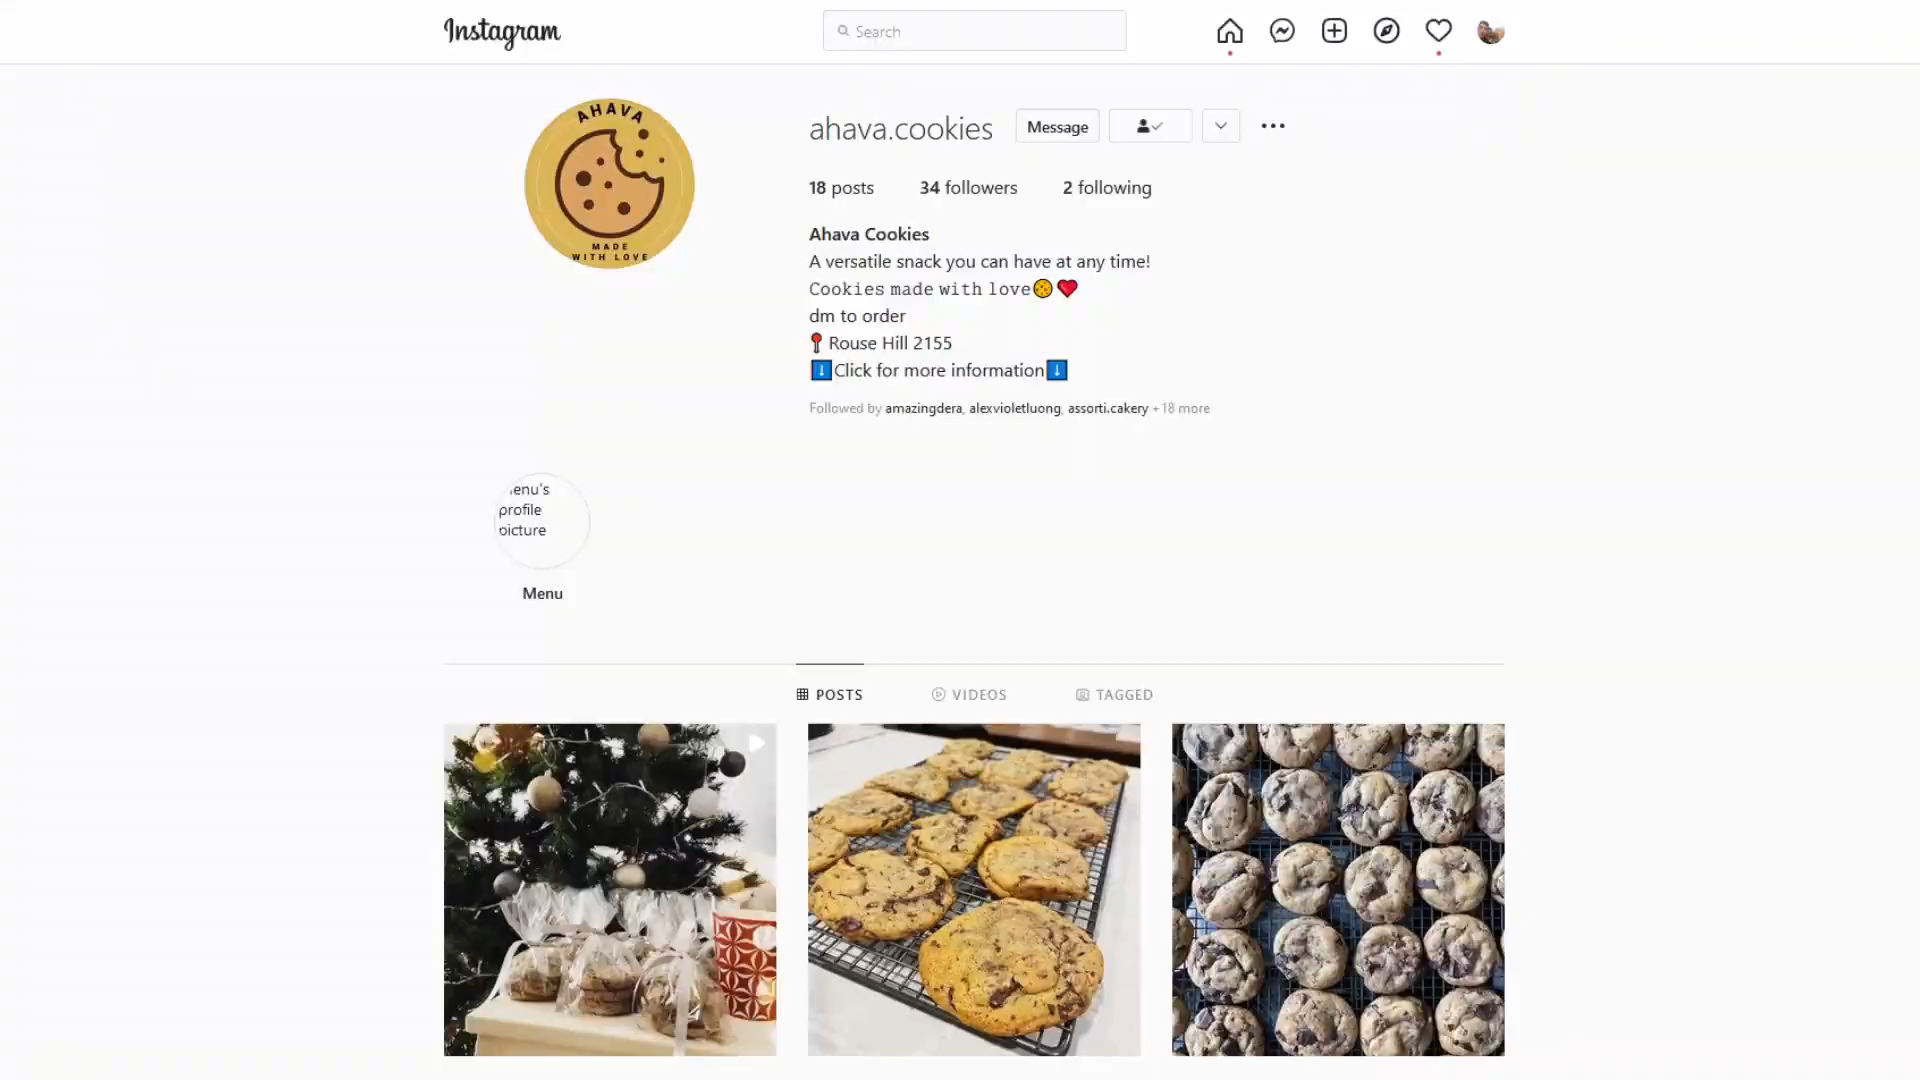 Instagram
Search
AHAVA
MADE
WITH LOVE
ahava.cookies
Message
18 posts
34 followers
2 following
Ahava Cookies
A versatile snack you can have at any time!
Cookies made with love🍪❤️
dm to order
📍Rouse Hill 2155
⬇️Click for more information⬇️
Followed by amazingdera, alexvioletluong, assorti.cakery + 18 more
enu's
profile
picture
Menu
POSTS
VIDEOS
TAGGED